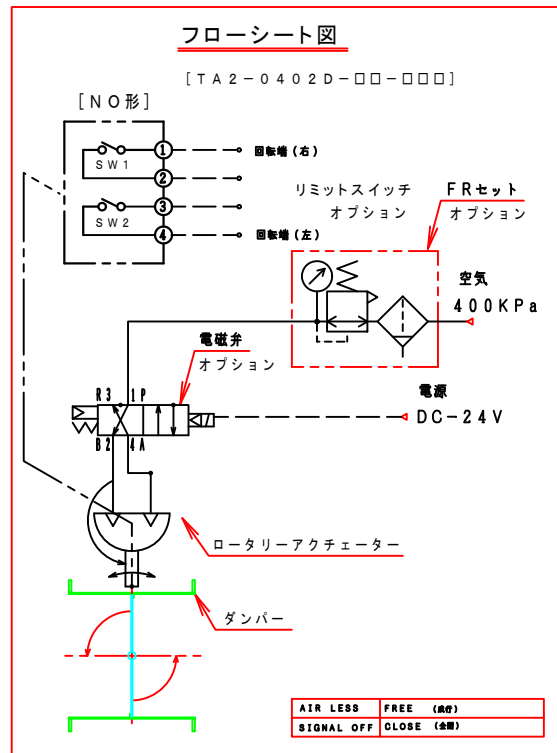 フローシート図
[TA2-0402D-□□-□□□]
[NO形]
1
SW1
回転端(右)
2
3
SW2
4
回転端(左)
リミットスイッチ
オプション
FRセット
オプション
空気
400KPa
電磁弁
オプション
R3 1P
B2 4A
電源
DC-24V
ロータリーアクチェーター
ダンパー
AIR LESS FREE
SIGNAL OFF CLOSE (全閉)